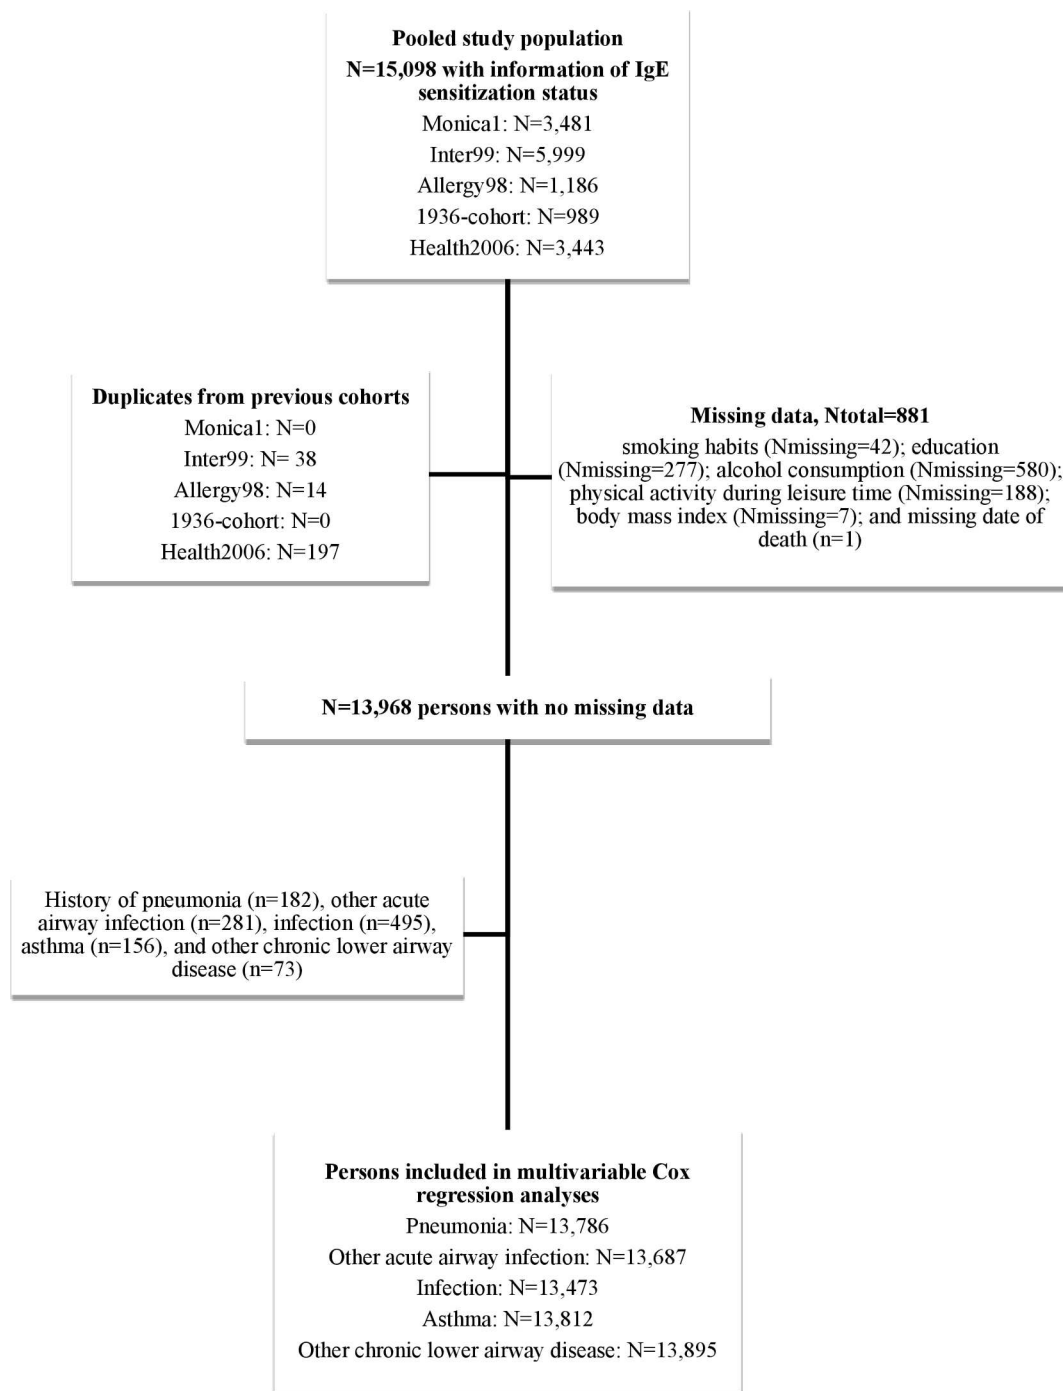 Pooled study population
N=15,098 with information of IgE
sensitization status
Monica1: N=3,481
Inter99: N=5,999
Allergy98: N=1,186
1936-cohort: N=989
Health2006: N=3,443
Duplicates from previous cohorts
Monica1: N=0
Inter99: N= 38
Allergy98: N=14
1936-cohort: N=0
Health2006: N=197
Missing data, Ntotal=881
smoking habits (Nmissing=42); education
(Nmissing=277); alcohol consumption (Nmissing=580);
physical activity during leisure time (Nmissing=188);
body mass index (Nmissing=7); and missing date of
death (n=1)
N=13,968 persons with no missing data
History of pneumonia (n=182), other acute
airway infection (n=281), infection (n=495),
asthma (n=156), and other chronic lower airway
disease (n=73)
Persons included in multivariable Cox
regression analyses
Pneumonia: N=13,786
Other acute airway infection: N=13,687
Infection: N=13,473
Asthma: N=13,812
Other chronic lower airway disease: N=13,895